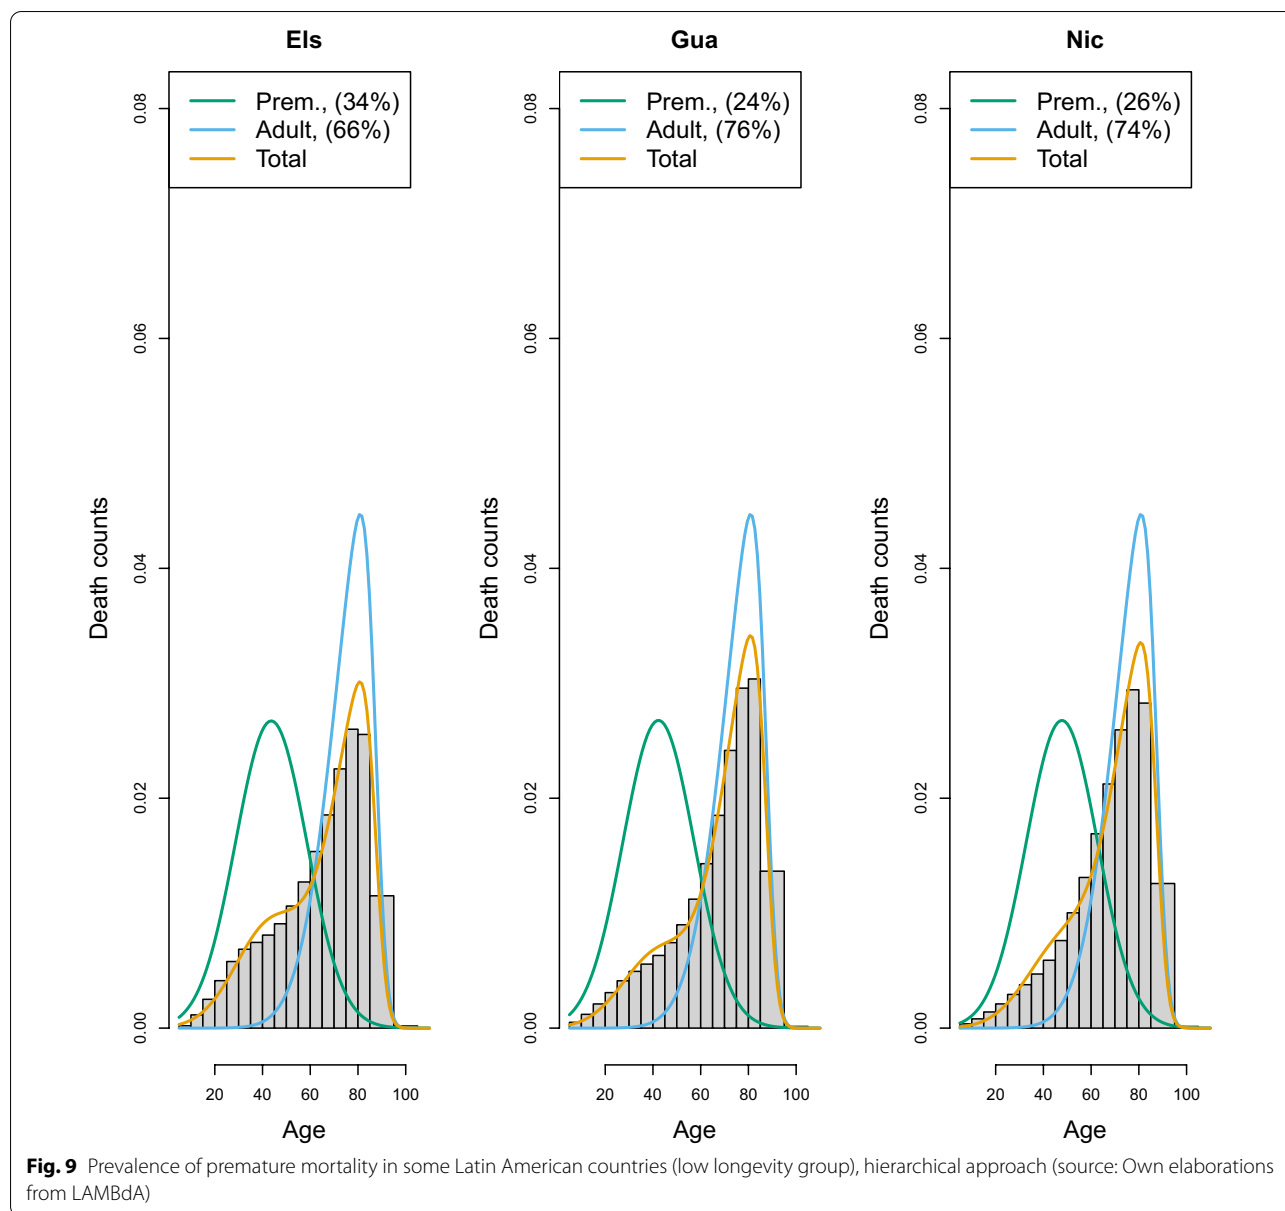 Els
Prem., (34%)
Adult, (66%)
Total
0.08
0.06
0.04
0.02
0.00
Death counts
20 40 60 80 100
Age
Gua
Prem., (24%)
Adult, (76%)
Total
0.08
0.06
0.04
0.02
0.00
Death counts
20 40 60 80 100
Age
Nic
Prem., (26%)
Adult, (74%)
Total
0.08
0.06
0.04
0.02
0.00
Death counts
20 40 60 80 100
Age
Fig. 9 Prevalence of premature mortality in some Latin American countries (low longevity group), hierarchical approach (source: Own elaborations
from LAMBdA)